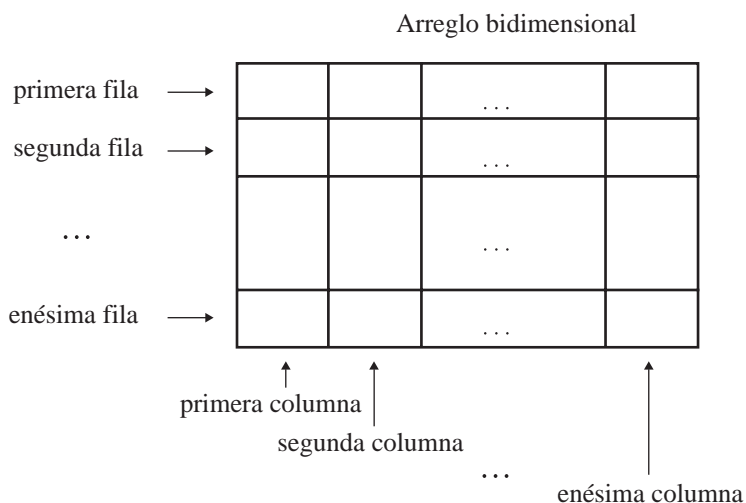 Arreglo bidimensional
primera fila
...
segunda fila
...
...
...
enésima fila
...
primera columna
segunda columna
...
enésima columna